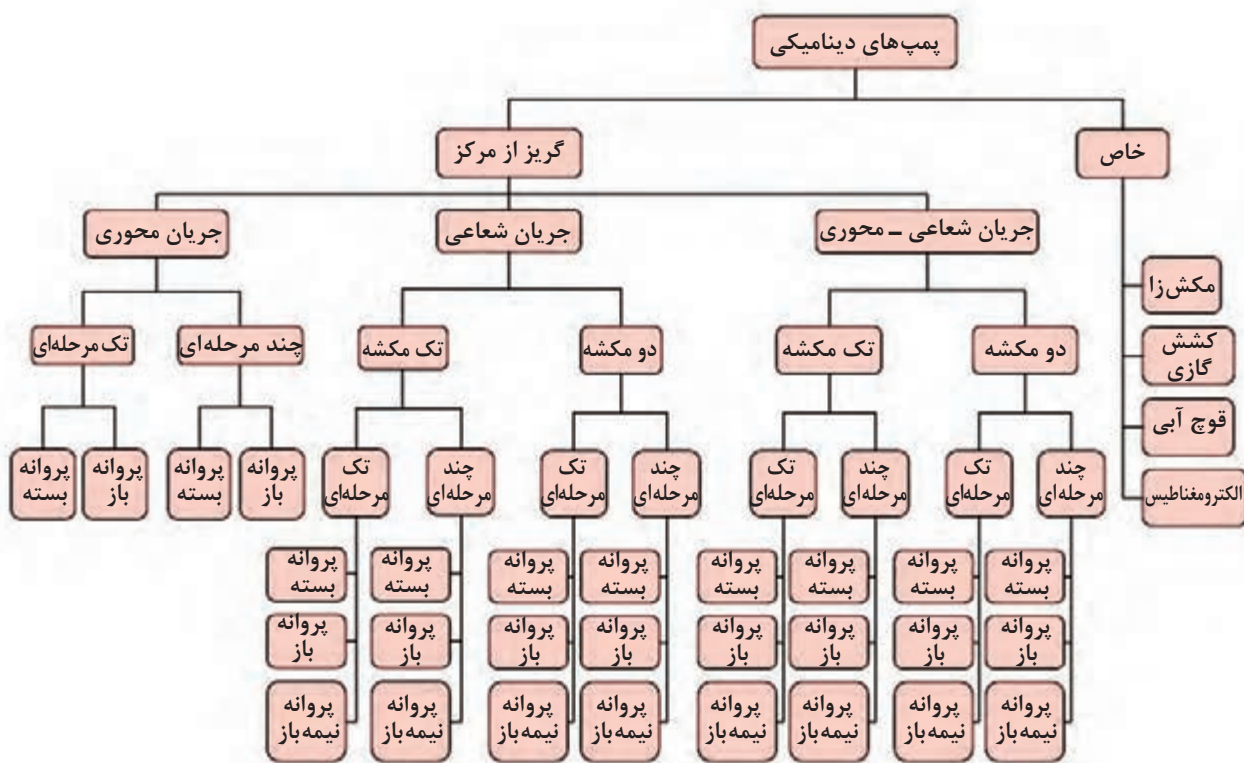 پمپ‌های دینامیکی
خاص
گریز از مرکز
جریان شعاعی – محوری
جریان شعاعی
جریان محوری
مکش‌زا
کشش
گازی
قوچ آبی
الکترومغناطیس
دو مکشه
تک مکشه
دو مکشه
تک مکشه
چند مرحله‌ای
تک مرحله‌ای
چند
مرحله‌ای
تک
مرحله‌ای
چند
مرحله‌ای
تک
مرحله‌ای
چند
مرحله‌ای
تک
مرحله‌ای
چند
مرحله‌ای
تک
مرحله‌ای
پروانه
باز
پروانه
بسته
پروانه
باز
پروانه
بسته
پروانه
بسته
پروانه
بسته
پروانه
بسته
پروانه
بسته
پروانه
بسته
پروانه
بسته
پروانه
بسته
پروانه
بسته
پروانه
باز
پروانه
باز
پروانه
باز
پروانه
باز
پروانه
باز
پروانه
باز
پروانه
باز
پروانه
باز
پروانه
نیمه‌باز
پروانه
نیمه‌باز
پروانه
نیمه‌باز
پروانه
نیمه‌باز
پروانه
نیمه‌باز
پروانه
نیمه‌باز
پروانه
نیمه‌باز
پروانه
نیمه‌باز